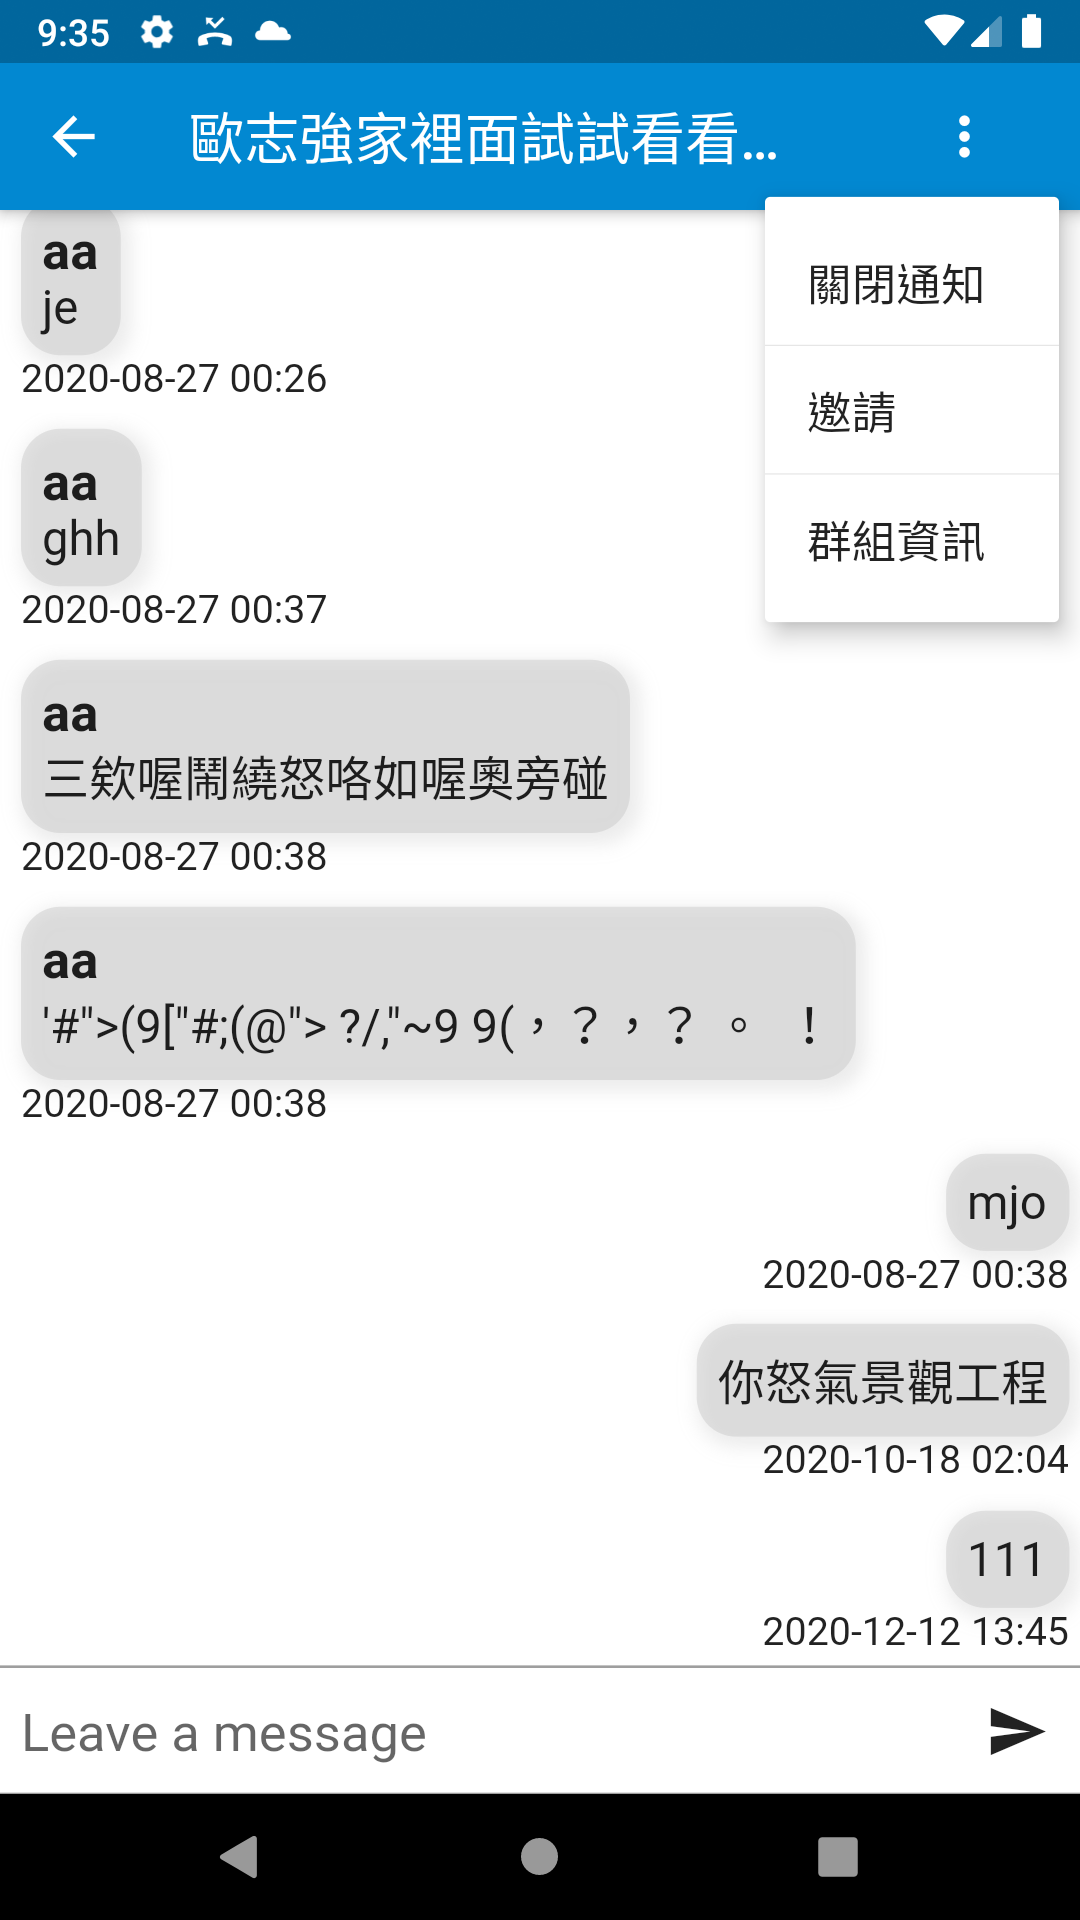 9:35
歐志強家裡面試試看看...
關閉通知
邀請
群組資訊
aa
je
2020-08-27 00:26
aa
ghh
2020-08-27 00:37
aa
三欸喔鬧繞怒咯如喔奧旁碰
2020-08-27 00:38
aa
'#">(9["#;(@"> ?/,"~9 9(，？，？ 。 ！
2020-08-27 00:38
mjo
2020-08-27 00:38
你怒氣景觀工程
2020-10-18 02:04
111
2020-12-12 13:45
Leave a message